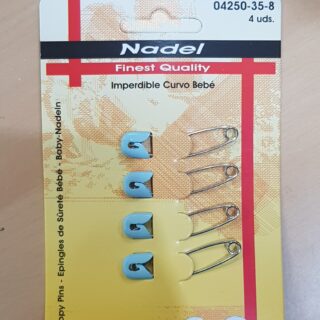 04250-35-8
4 uds.
Nadel
Finest Quality
Imperdible Curvo Bebé
ppy Pins - Epingles de Sûreté Bébé - Baby-Nadeln